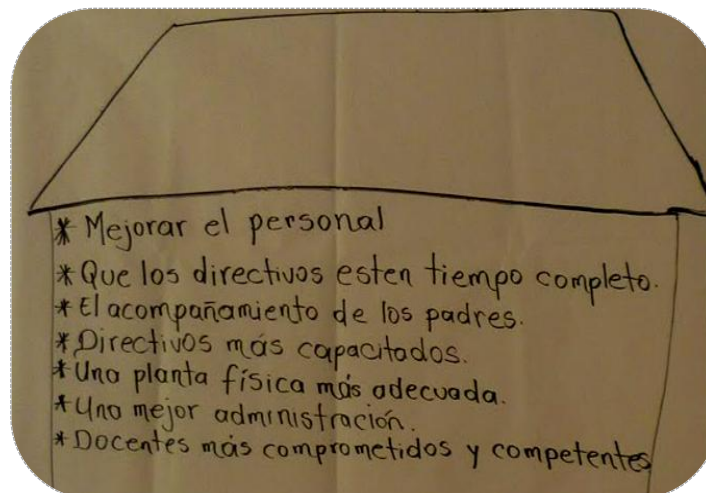 * Mejorar el personal
* Que los directivos esten tiempo completo.
* El acompañamiento de los padres.
* Directivos más capacitados.
* Una planta física más adecuada.
* Una mejor administración.
* Docentes más comprometidos y competentes